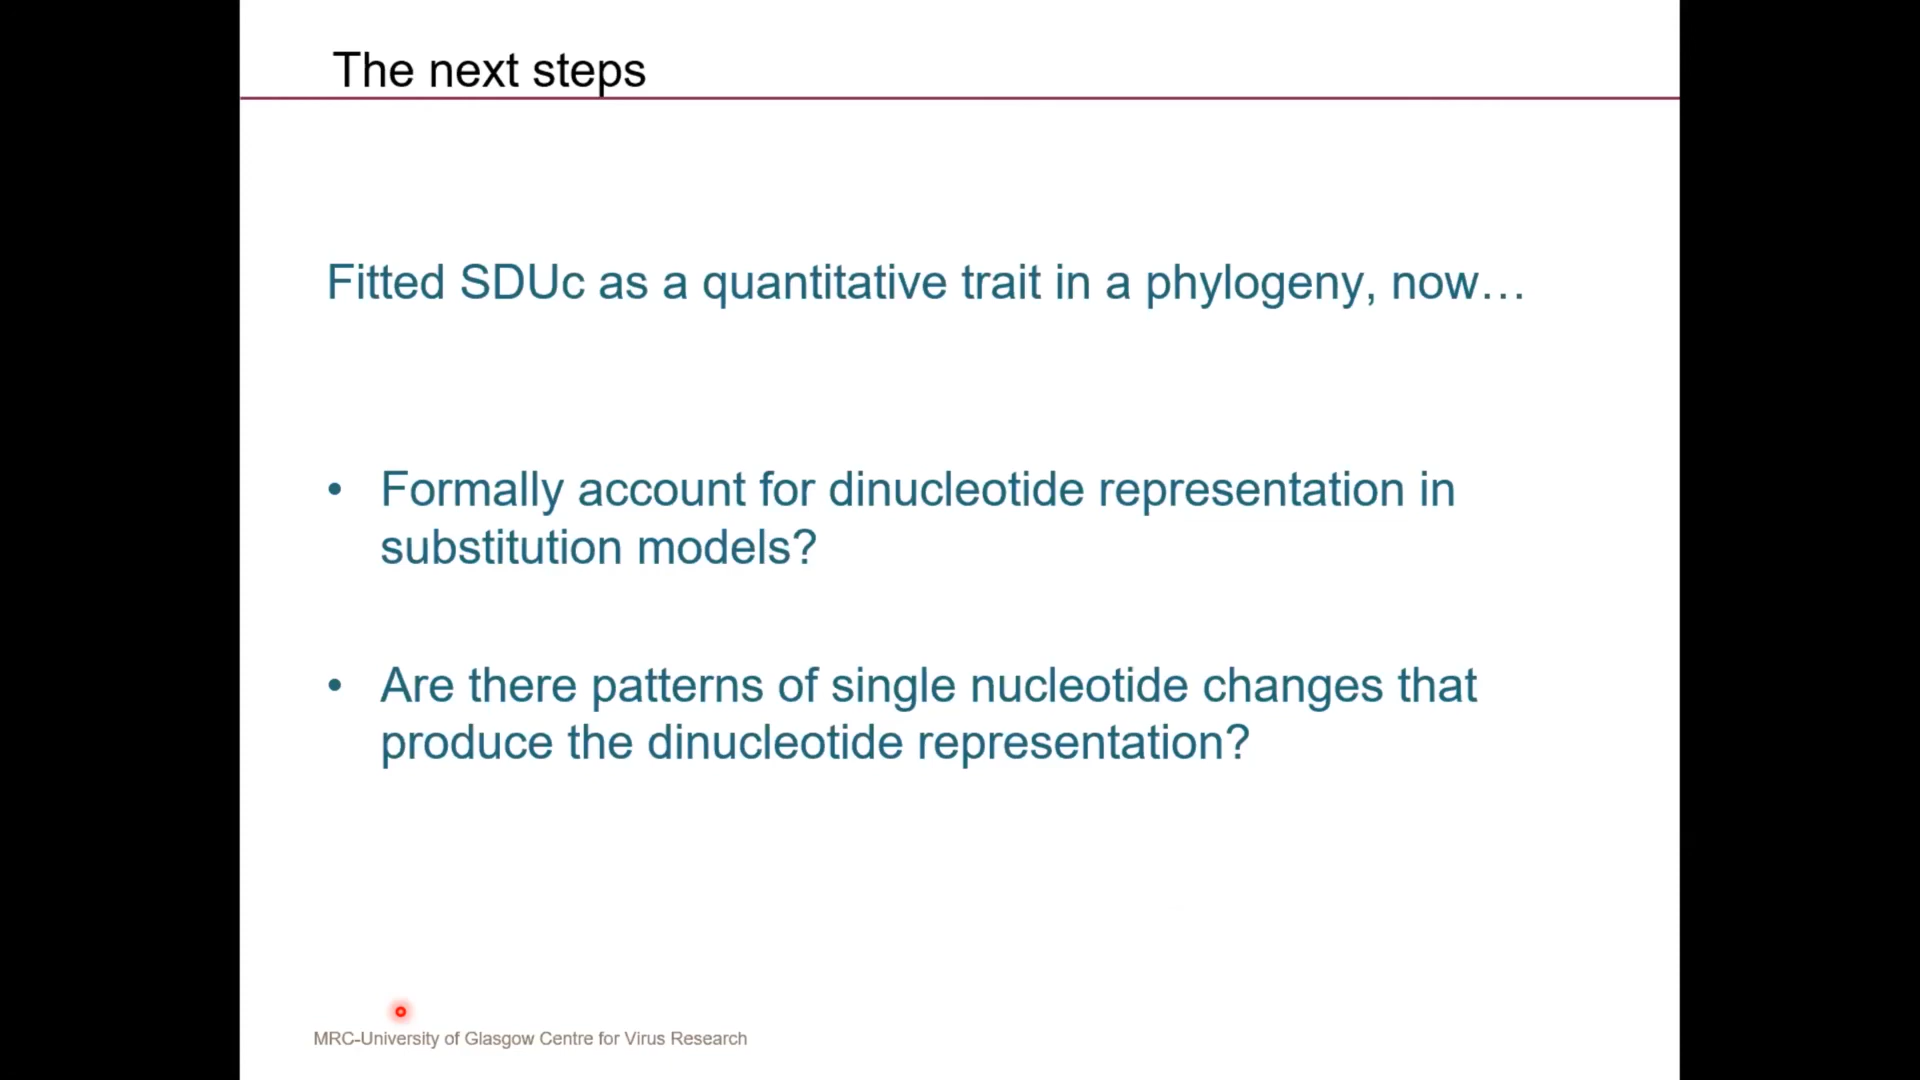 The next steps
Fitted SDUc as a quantitative trait in a phylogeny, now…
• Formally account for dinucleotide representation in
substitution models?
• Are there patterns of single nucleotide changes that
produce the dinucleotide representation?
MRC-University of Glasgow Centre for Virus Research